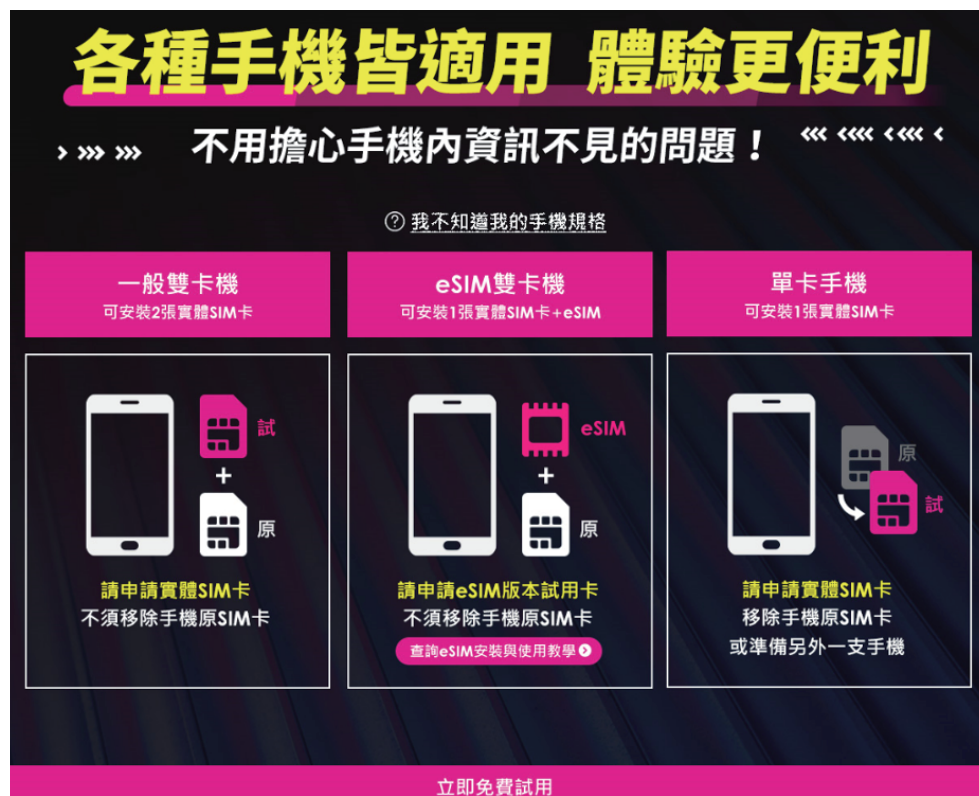 各種手機皆適用 體驗更便利
不用擔心手機內資訊不見的問題！
? 我不知道我的手機規格
一般雙卡機
可安裝2張實體SIM卡
試
+
原
請申請實體SIM卡
不須移除手機原SIM卡
eSIM雙卡機
可安裝1張實體SIM卡+eSIM
eSIM
+
原
請申請eSIM版本試用卡
不須移除手機原SIM卡
查詢eSIM安裝與使用教學
單卡手機
可安裝1張實體SIM卡
原
試
請申請實體SIM卡
移除手機原SIM卡
或準備另外一支手機
立即免費試用